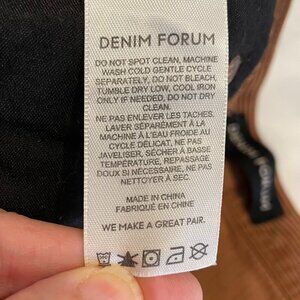 DENIM FORUM
DO NOT SPOT CLEAN, MACHINE
WASH COLD GENTLE CYCLE
SEPARATELY, DO NOT BLEACH,
TUMBLE DRY LOW, COOL IRON
ONLY IF NEEDED, DO NOT DRY
CLEAN.
NE PAS ENLEVER LES TACHES.
LAVER SÉPARÉMENT À LA
MACHINE À L'EAU FROIDE AU
CYCLE DÉLICAT. NE PAS
JAVELISER, SÉCHER À BASSE
TEMPÉRATURE, REPASSAGE
DOUX SI NÉCESSAIRE, NE PAS
NETTOYER À SEC.
MADE IN CHINA
FABRIQUÉ EN CHINE
WE MAKE A GREAT PAIR.
DENIM FORUM